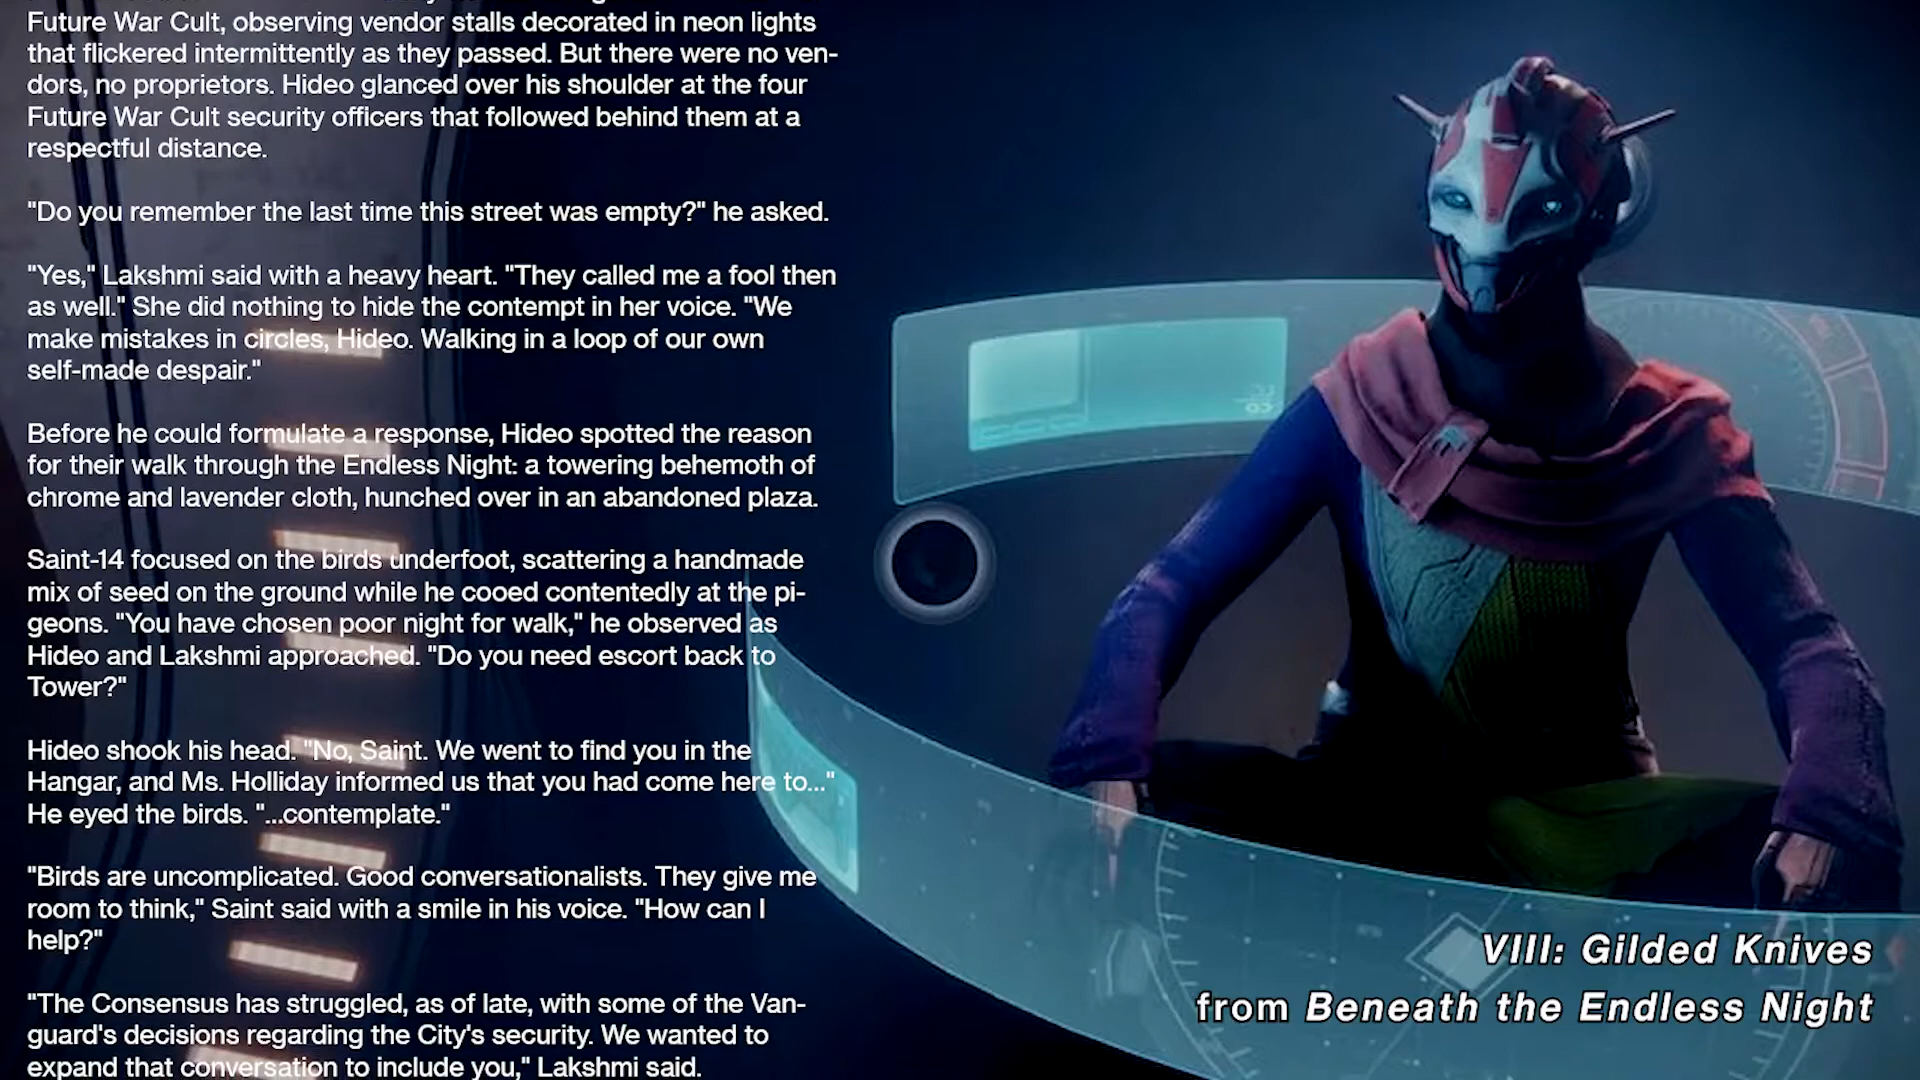 Future War Cult, observing vendor stalls decorated in neon lights
that flickered intermittently as they passed. But there were no ven-
dors, no proprietors. Hideo glanced over his shoulder at the four
Future War Cult security officers that followed behind them at a
respectful distance.
"Do you remember the last time this street was empty?" he asked.
"Yes," Lakshmi said with a heavy heart. "They called me a fool then
as well." She did nothing to hide the contempt in her voice. "We
make mistakes in circles, Hideo. Walking in a loop of our own
self-made despair."
Before he could formulate a response, Hideo spotted the reason
for their walk through the Endless Night: a towering behemoth of
chrome and lavender cloth, hunched over in an abandoned plaza.
Saint-14 focused on the birds underfoot, scattering a handmade
mix of seed on the ground while he cooed contentedly at the pi-
geons. "You have chosen poor night for walk," he observed as
Hideo and Lakshmi approached. "Do you need escort back to
Tower?"
Hideo shook his head. "No, Saint. We went to find you in the
Hangar, and Ms. Holliday informed us that you had come here to..."
He eyed the birds. "...contemplate."
"Birds are uncomplicated. Good conversationalists. They give me
room to think," Saint said with a smile in his voice. "How can I
help?"
"The Consensus has struggled, as of late, with some of the Van-
guard's decisions regarding the City's security. We wanted to
expand that conversation to include you," Lakshmi said.
VIII: Gilded Knives
from Beneath the Endless Night